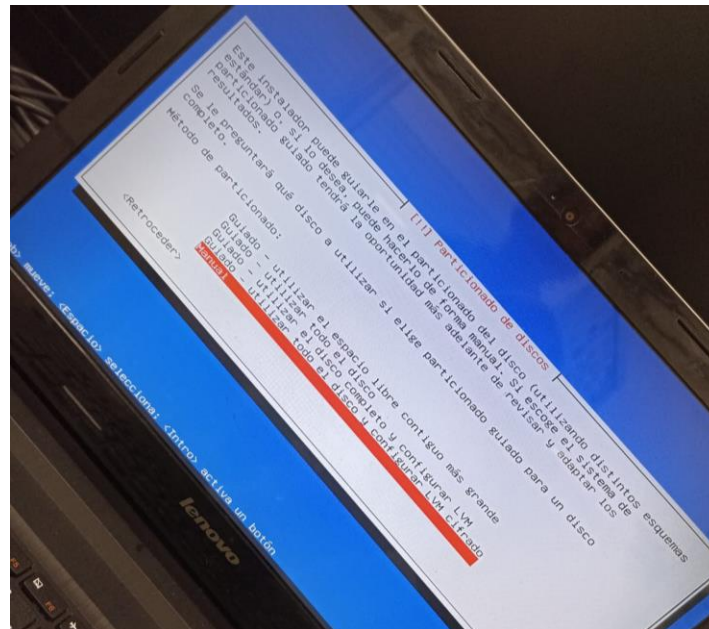 [!!] Particionado de discos
Este instalador puede guiarle en el particionado del disco (utilizando distintos esquemas
estándar) o, si lo desea, puede hacerlo de forma manual. Si escoge el sistema de
particionado guiado tendrá la oportunidad más adelante de revisar y adaptar los
resultados.
Se le preguntará qué disco a utilizar si elige particionado guiado para un disco
completo.
Método de particionado:
Guiado - utilizar el espacio libre contiguo más grande
Guiado - utilizar todo el disco
Guiado - utilizar el disco completo y configurar LVM
Guiado - utilizar todo el disco y configurar LVM cifrado
Manual
<Retroceder>
mueve; <Espacio> selecciona; <Intro> activa un botón
lenovo